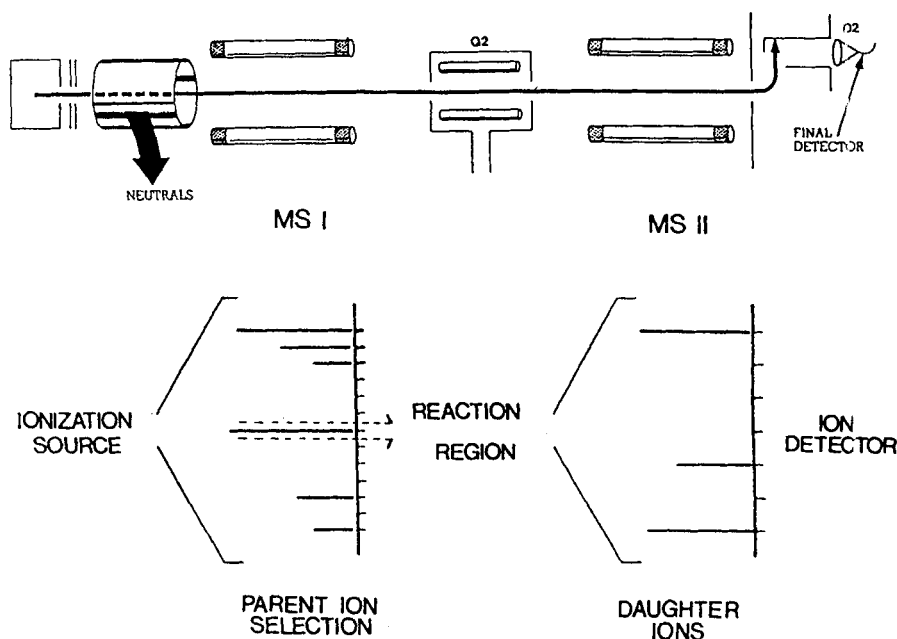 Q2
Q2
FINAL
DETECTOR
NEUTRALS
MS I
MS II
IONIZATION
SOURCE
REACTION
REGION
ION
DETECTOR
PARENT ION
SELECTION
DAUGHTER
IONS